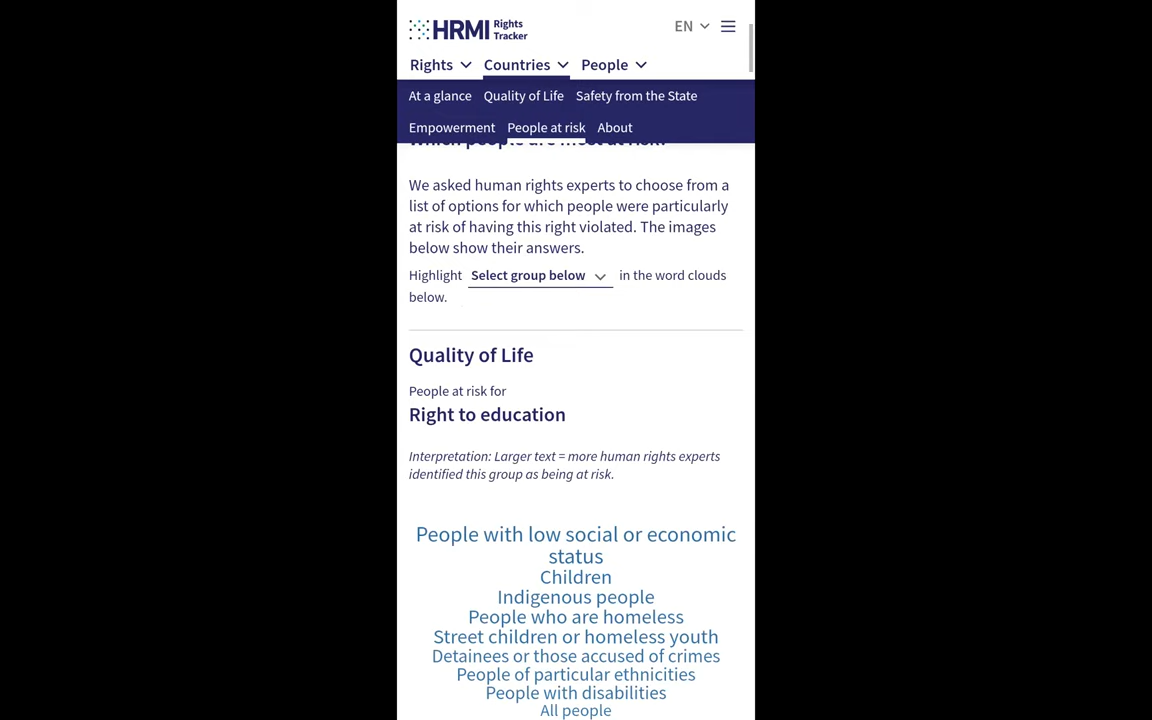 HRMI Rights Tracker
EN
Rights
Countries
People
At a glance
Quality of Life
Safety from the State
Empowerment
People at risk
About
Which people are most at risk?
We asked human rights experts to choose from a
list of options for which people were particularly
at risk of having this right violated. The images
below show their answers.
Highlight Select group below in the word clouds
below.
Quality of Life
People at risk for
Right to education
Interpretation: Larger text = more human rights experts
identified this group as being at risk.
People with low social or economic
status
Children
Indigenous people
People who are homeless
Street children or homeless youth
Detainees or those accused of crimes
People of particular ethnicities
People with disabilities
All people